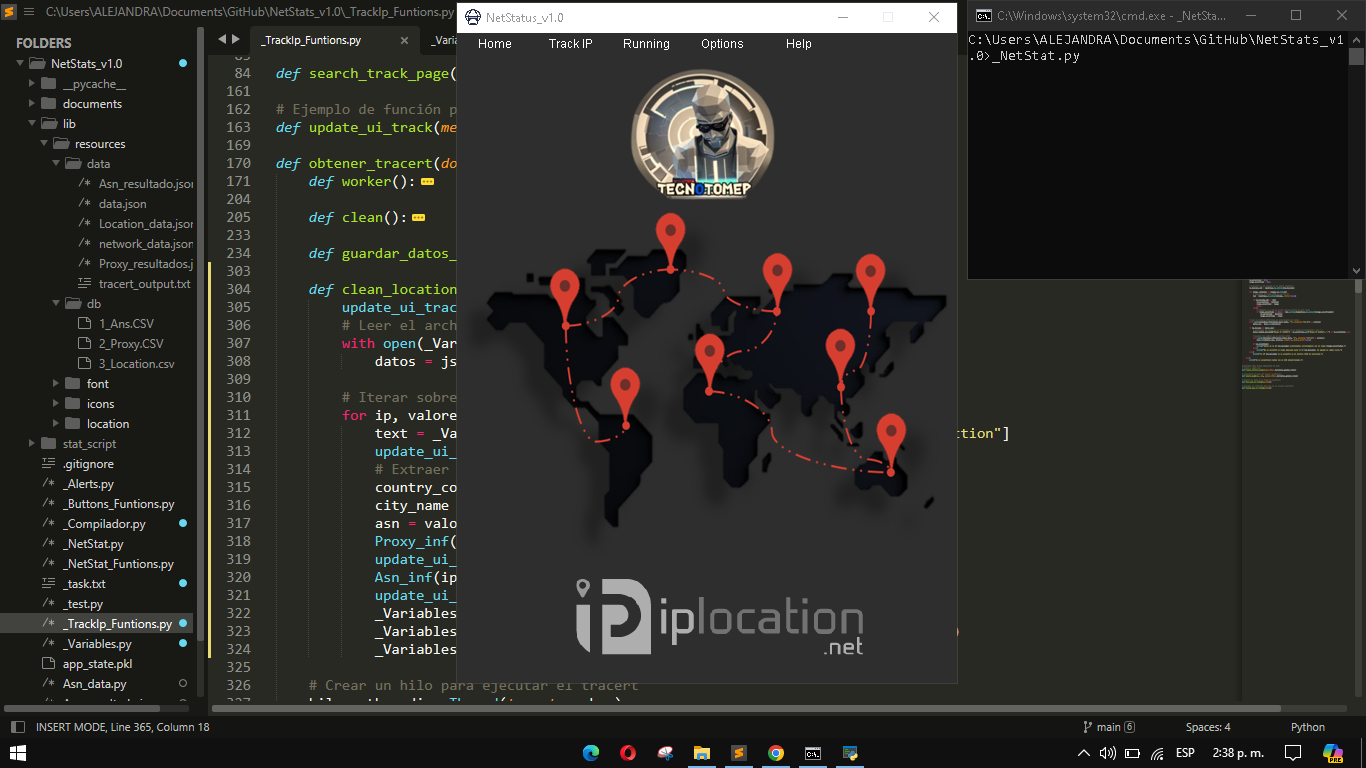 C:\Users\ALEJANDRA\Documents\GitHub\NetStats_v1.0\_TrackIp_Funtions.py
FOLDERS
NetStats_v1.0
__pycache__
documents
lib
resources
data
Asn_resultado.json
data.json
Location_data.json
network_data.json
Proxy_resultados.j
tracert_output.txt
db
1_Ans.CSV
2_Proxy.CSV
3_Location.csv
font
icons
location
stat_script
.gitignore
_Alerts.py
_Buttons_Funtions.py
_Compilador.py
_NetStat.py
_NetStat_Funtions.py
_task.txt
_test.py
_TrackIp_Funtions.py
_Variables.py
app_state.pkl
Asn_data.py
_TrackIp_Funtions.py × _Varia
84 def search_track_page(
161
162 # Ejemplo de función p
163 def update_ui_track(me
169
170 def obtener_tracert(do
171 def worker():
204
205 def clean():
233
234 def guardar_datos_
303
304 def clean_location
305 update_ui_trac
306 # Leer el arch
307 with open(_Var
308 datos = js
309
310 # Iterar sobre
311 for ip, valore
312 text = _Va ction"]
313 update_ui_
314 # Extraer
315 country_co
316 city_name
317 asn = valo
318 Proxy_inf(
319 update_ui_
320 Asn_inf(ip
321 update_ui_
322 _Variables
323 _Variables )
324 _Variables
325
326 # Crear un hilo para ejecutar el tracert
NetStatus_v1.0
Home Track IP Running Options Help
TECNOTOMEP
iplocation
.net
C:\Windows\system32\cmd.exe - _NetSta...
C:\Users\ALEJANDRA\Documents\GitHub\NetStats_v1
.0>_NetStat.py
INSERT MODE, Line 365, Column 18
main 6
Spaces: 4
Python
ESP
2:38 p. m.
PRE